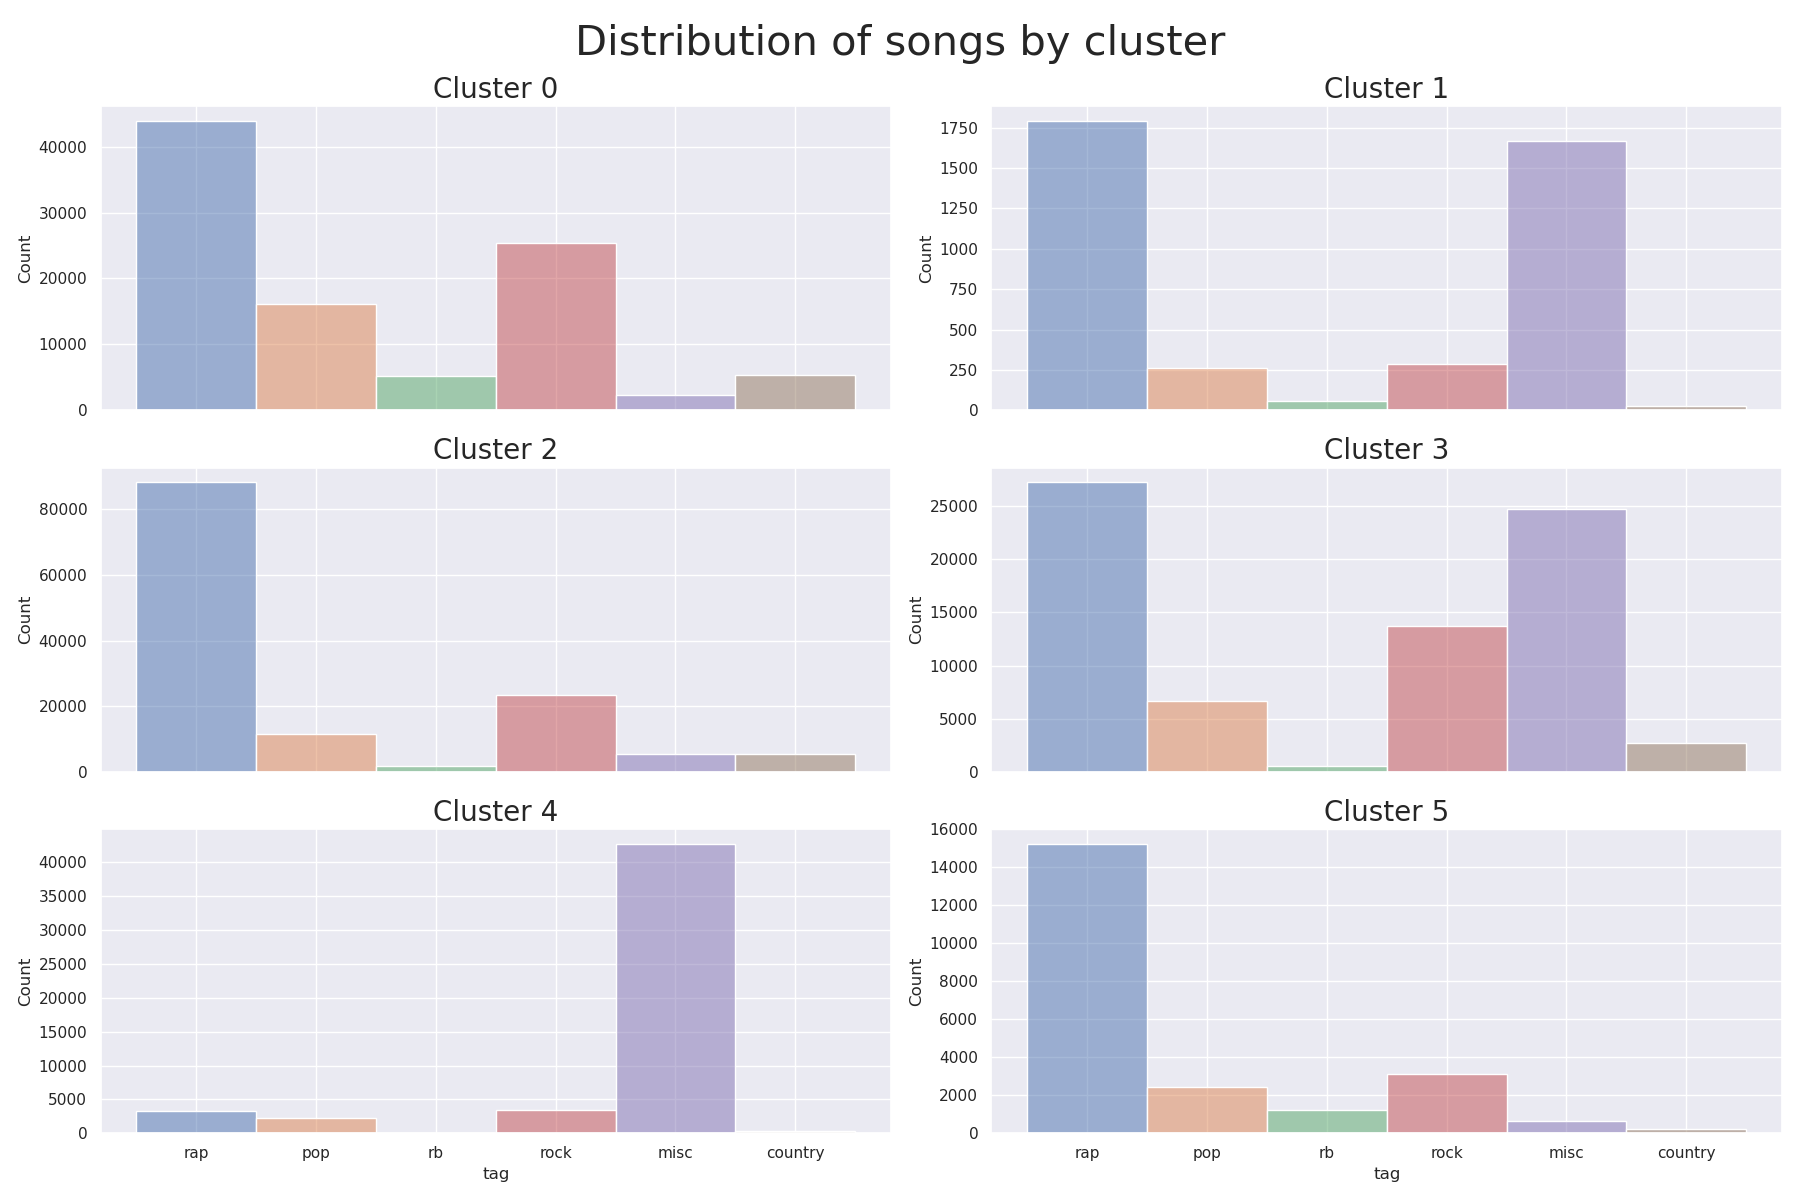 Distribution of songs by cluster
Cluster 0
40000
30000
20000
10000
0
Count
Cluster 1
1750
1500
1250
1000
750
500
250
0
Count
Cluster 2
80000
60000
40000
20000
0
Count
Cluster 3
25000
20000
15000
10000
5000
0
Count
Cluster 4
40000
35000
30000
25000
20000
15000
10000
5000
0
Count
rap pop rb rock misc country
tag
Cluster 5
16000
14000
12000
10000
8000
6000
4000
2000
0
Count
rap pop rb rock misc country
tag